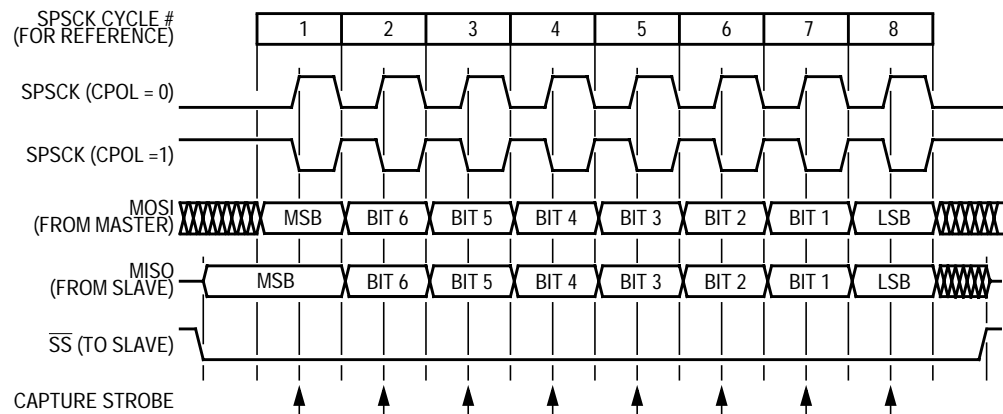 SPSCK CYCLE #
(FOR REFERENCE)
1 2 3 4 5 6 7 8
SPSCK (CPOL = 0)
SPSCK (CPOL =1)
MOSI
(FROM MASTER)
MSB BIT 6 BIT 5 BIT 4 BIT 3 BIT 2 BIT 1 LSB
MISO
(FROM SLAVE)
MSB BIT 6 BIT 5 BIT 4 BIT 3 BIT 2 BIT 1 LSB
SS (TO SLAVE)
CAPTURE STROBE